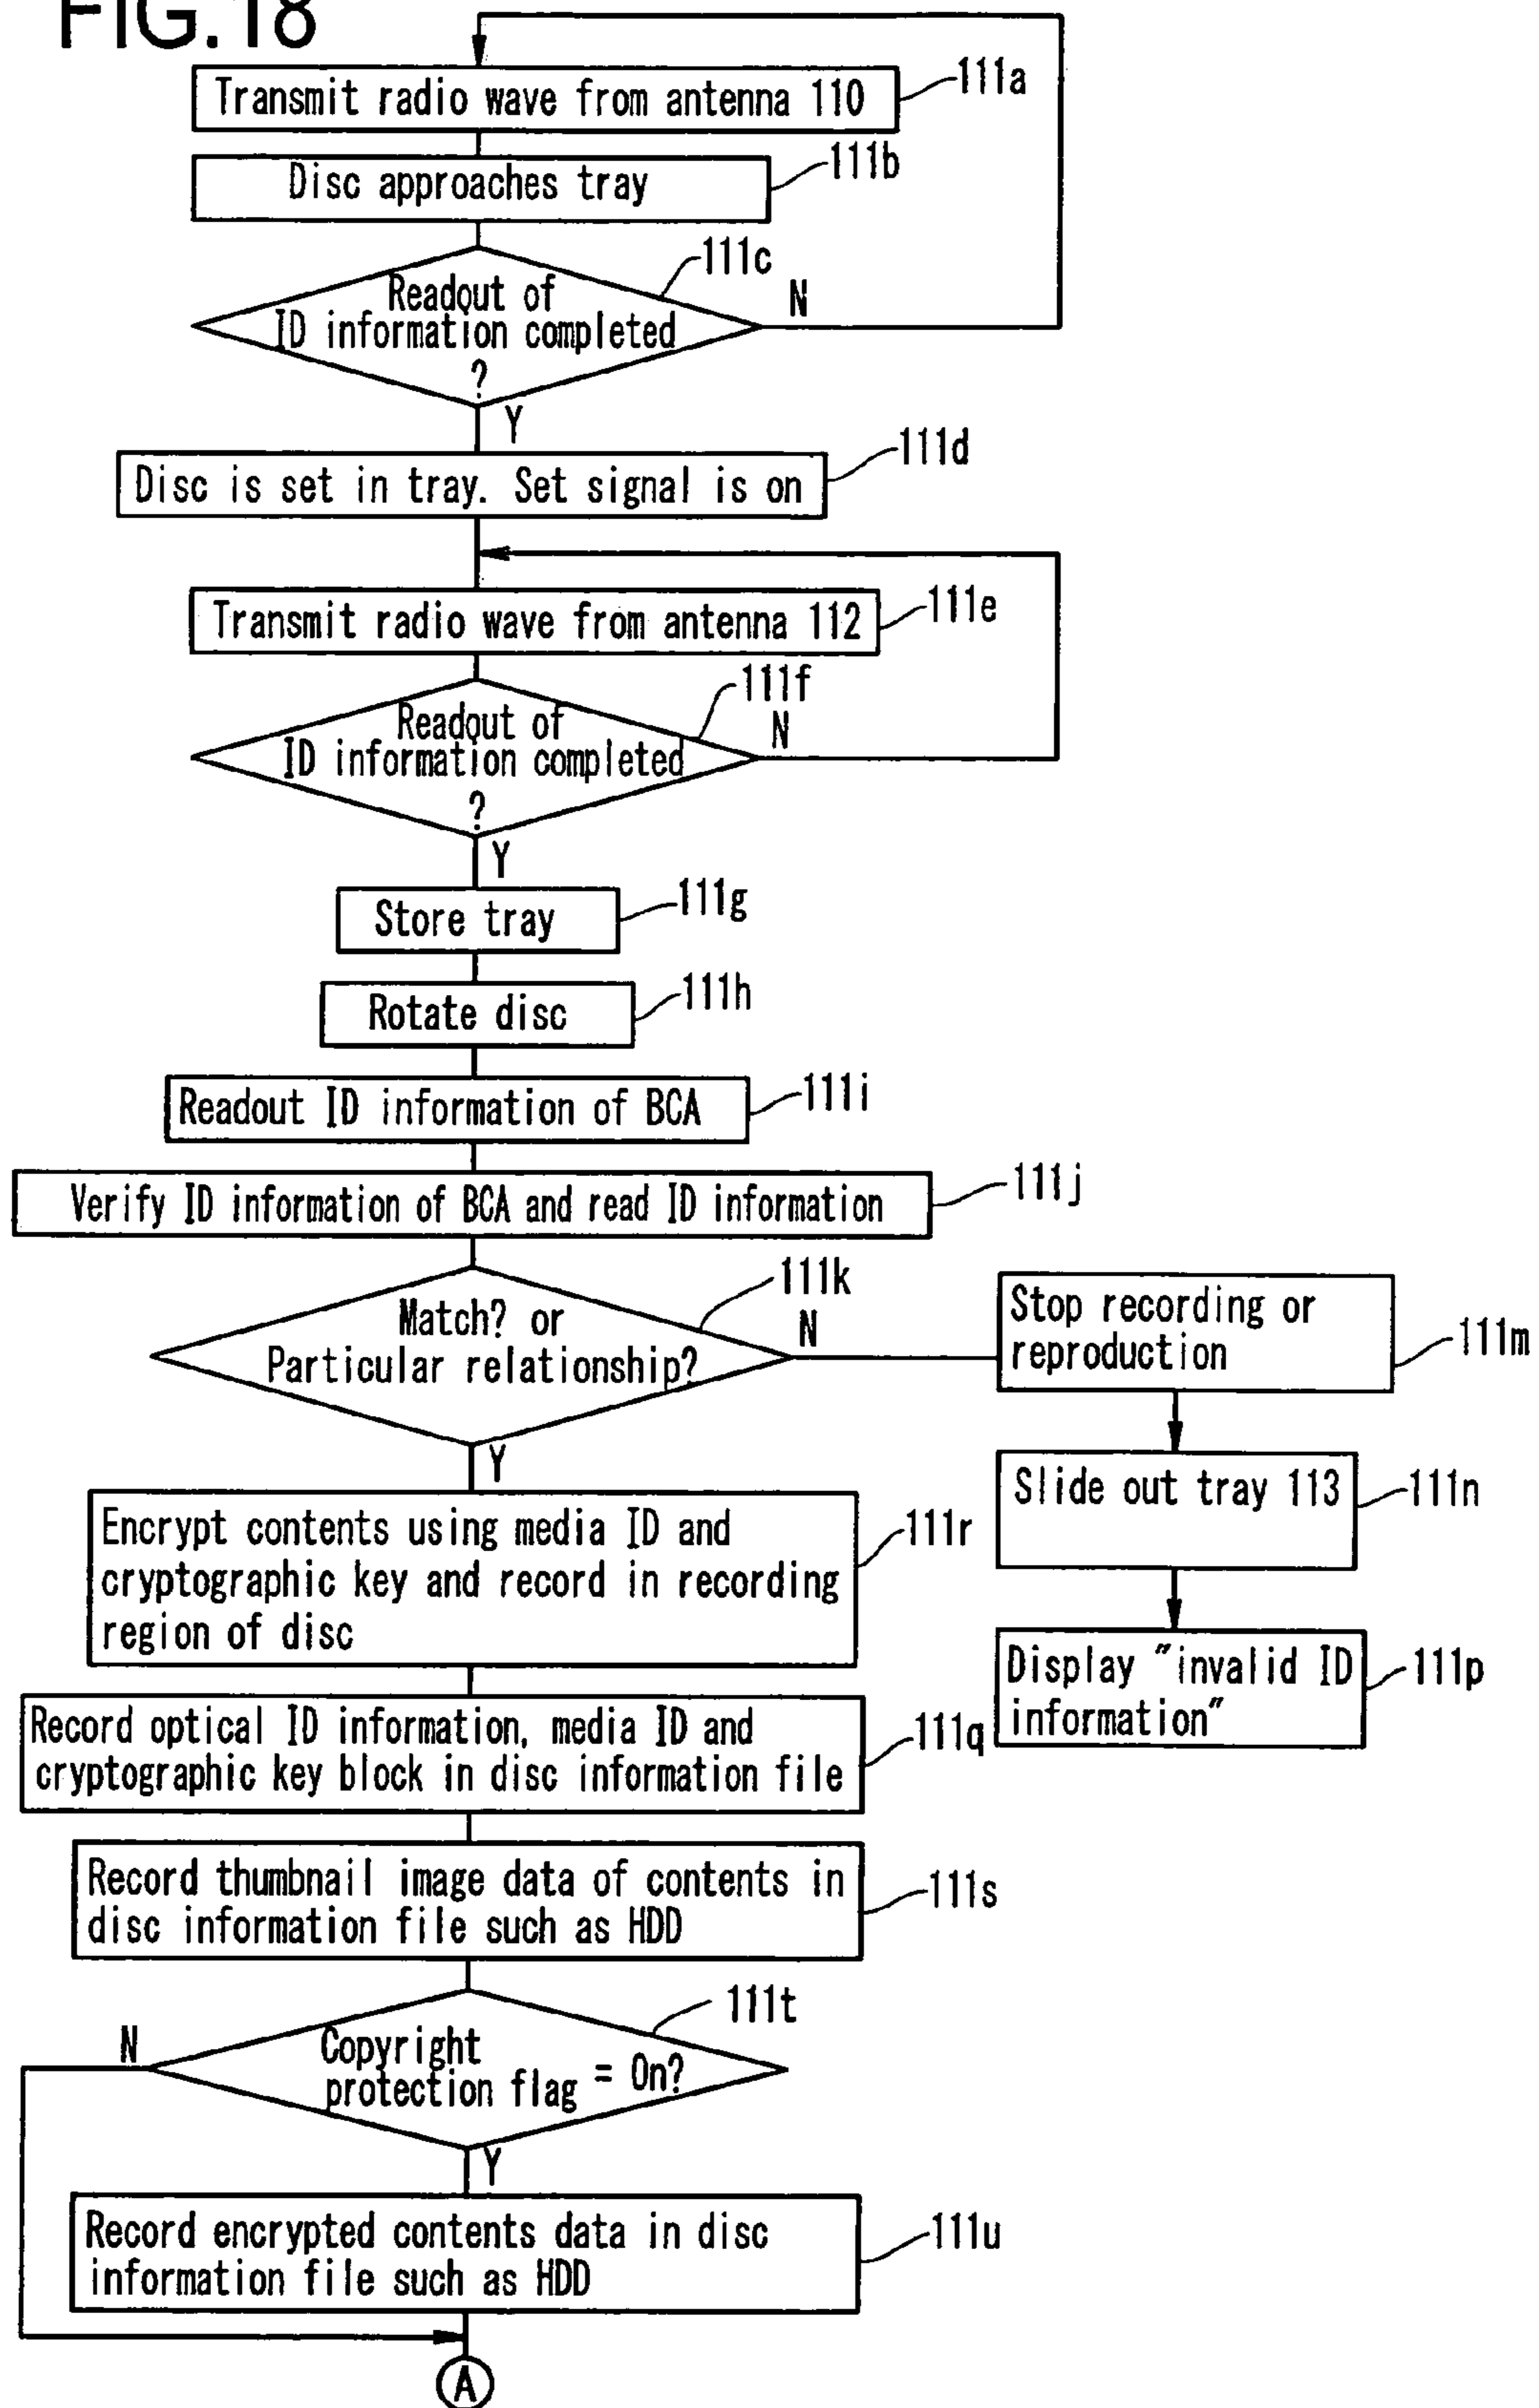 FIG.18
Transmit radio wave from antenna 110
111a
Disc approaches tray
111b
Readout of
ID information completed
?
111c
N
Y
Disc is set in tray. Set signal is on
111d
Transmit radio wave from antenna 112
111e
Readout of
ID information completed
?
111f
N
Y
Store tray
111g
Rotate disc
111h
Readout ID information of BCA
111i
Verify ID information of BCA and read ID information
111j
Match? or
Particular relationship?
111k
N
Y
Stop recording or
reproduction
111m
Slide out tray 113
111n
Display "invalid ID
information"
111p
Encrypt contents using media ID and
cryptographic key and record in recording
region of disc
111r
Record optical ID information, media ID and
cryptographic key block in disc information file
111q
Record thumbnail image data of contents in
disc information file such as HDD
111s
Copyright
protection flag = On?
111t
N
Y
Record encrypted contents data in disc
information file such as HDD
111u
A